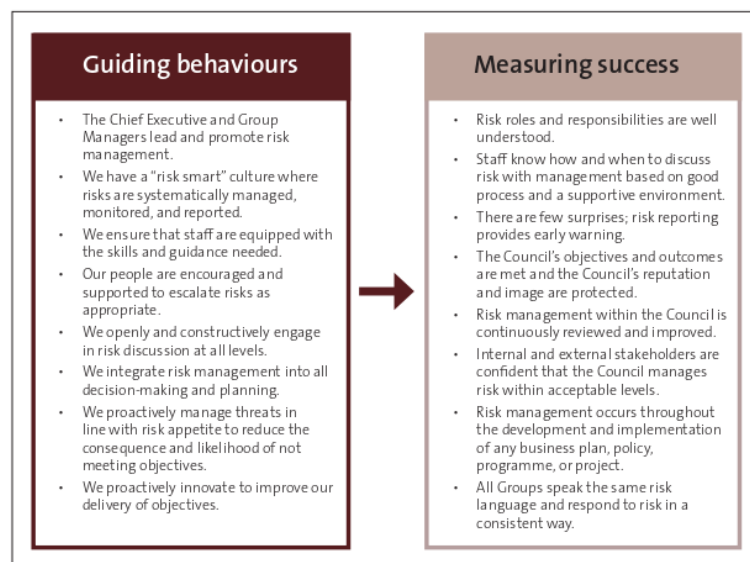 Guiding behaviours
• The Chief Executive and Group
Managers lead and promote risk
management.
• We have a “risk smart” culture where
risks are systematically managed,
monitored, and reported.
• We ensure that staff are equipped with
the skills and guidance needed.
• Our people are encouraged and
supported to escalate risks as
appropriate.
• We openly and constructively engage
in risk discussion at all levels.
• We integrate risk management into all
decision-making and planning.
• We proactively manage threats in
line with risk appetite to reduce the
consequence and likelihood of not
meeting objectives.
• We proactively innovate to improve our
delivery of objectives.
Measuring success
• Risk roles and responsibilities are well
understood.
• Staff know how and when to discuss
risk with management based on good
process and a supportive environment.
• There are few surprises; risk reporting
provides early warning.
• The Council’s objectives and outcomes
are met and the Council’s reputation
and image are protected.
• Risk management within the Council is
continuously reviewed and improved.
• Internal and external stakeholders are
confident that the Council manages
risk within acceptable levels.
• Risk management occurs throughout
the development and implementation
of any business plan, policy,
programme, or project.
• All Groups speak the same risk
language and respond to risk in a
consistent way.